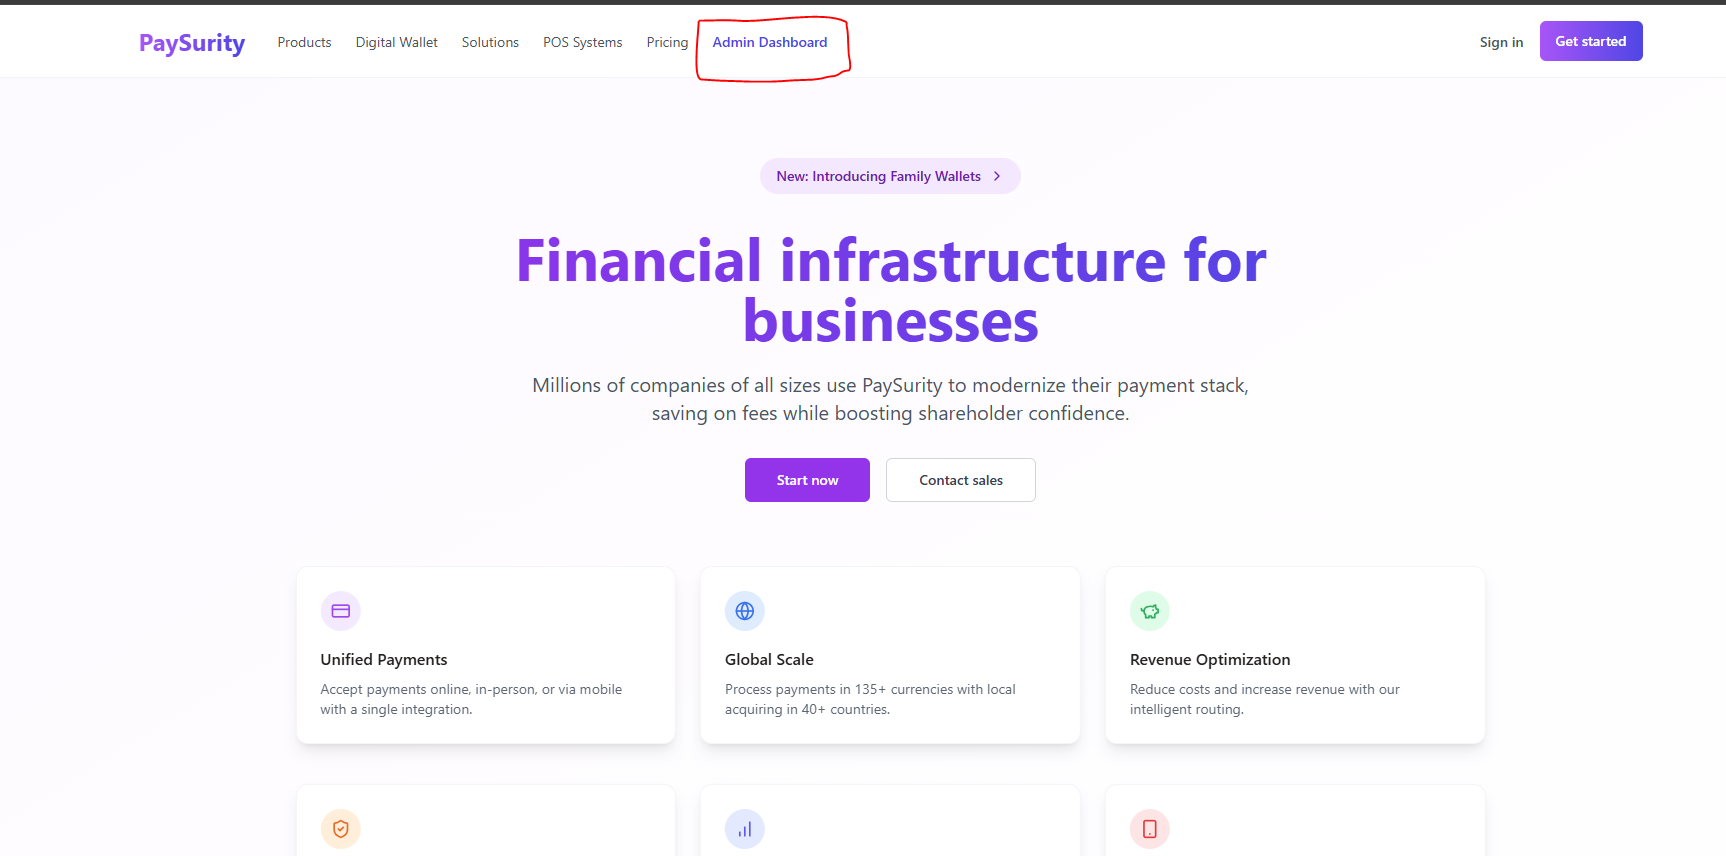 PaySurity Products Digital Wallet Solutions POS Systems Pricing Admin Dashboard Sign in Get started
New: Introducing Family Wallets
Financial infrastructure for
businesses
Millions of companies of all sizes use PaySurity to modernize their payment stack,
saving on fees while boosting shareholder confidence.
Start now Contact sales
Unified Payments
Accept payments online, in-person, or via mobile
with a single integration.
Global Scale
Process payments in 135+ currencies with local
acquiring in 40+ countries.
Revenue Optimization
Reduce costs and increase revenue with our
intelligent routing.